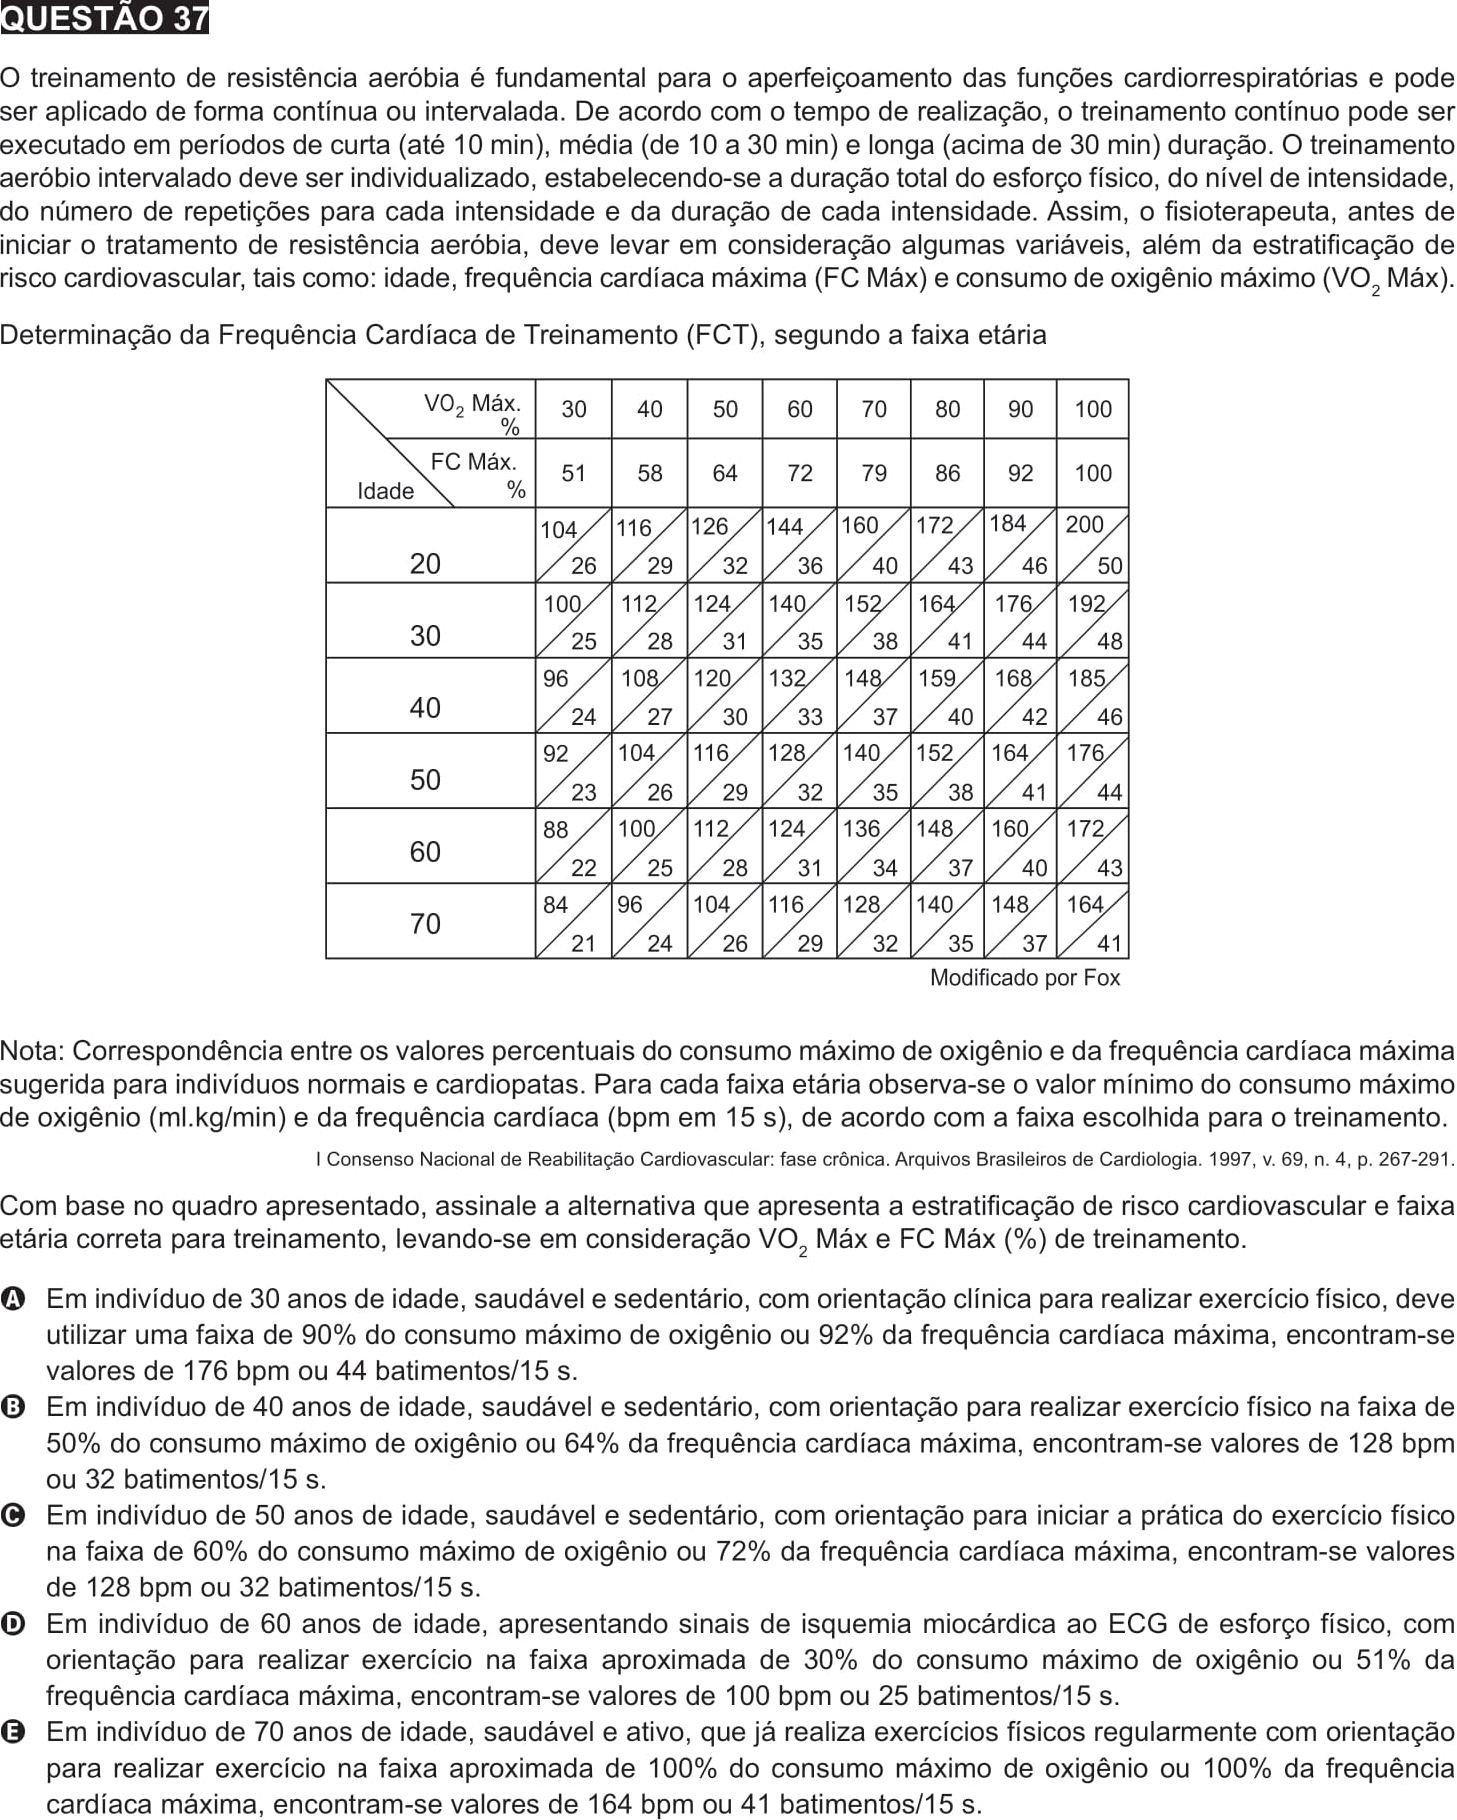 QUESTÃO 37
O treinamento de resistência aeróbia é fundamental para o aperfeiçoamento das funções cardiorrespiratórias e pode
ser aplicado de forma contínua ou intervalada. De acordo com o tempo de realização, o treinamento contínuo pode ser
executado em períodos de curta (até 10 min), média (de 10 a 30 min) e longa (acima de 30 min) duração. O treinamento
aeróbio intervalado deve ser individualizado, estabelecendo-se a duração total do esforço físico, do nível de intensidade,
do número de repetições para cada intensidade e da duração de cada intensidade. Assim, o fisioterapeuta, antes de
iniciar o tratamento de resistência aeróbia, deve levar em consideração algumas variáveis, além da estratificação de
risco cardiovascular, tais como: idade, frequência cardíaca máxima (FC Máx) e consumo de oxigênio máximo (VO2 Máx).
Determinação da Frequência Cardíaca de Treinamento (FCT), segundo a faixa etária
VO2 Máx. % 30 40 50 60 70 80 90 100
FC Máx. % 51 58 64 72 79 86 92 100
Idade
20 104/26 116/29 126/32 144/36 160/40 172/43 184/46 200/50
30 100/25 112/28 124/31 140/35 152/38 164/41 176/44 192/48
40 96/24 108/27 120/30 132/33 148/37 159/40 168/42 185/46
50 92/23 104/26 116/29 128/32 140/35 152/38 164/41 176/44
60 88/22 100/25 112/28 124/31 136/34 148/37 160/40 172/43
70 84/21 96/24 104/26 116/29 128/32 140/35 148/37 164/41
Modificado por Fox
Nota: Correspondência entre os valores percentuais do consumo máximo de oxigênio e da frequência cardíaca máxima
sugerida para indivíduos normais e cardiopatas. Para cada faixa etária observa-se o valor mínimo do consumo máximo
de oxigênio (ml.kg/min) e da frequência cardíaca (bpm em 15 s), de acordo com a faixa escolhida para o treinamento.
I Consenso Nacional de Reabilitação Cardiovascular: fase crônica. Arquivos Brasileiros de Cardiologia. 1997, v. 69, n. 4, p. 267-291.
Com base no quadro apresentado, assinale a alternativa que apresenta a estratificação de risco cardiovascular e faixa
etária correta para treinamento, levando-se em consideração VO2 Máx e FC Máx (%) de treinamento.
A Em indivíduo de 30 anos de idade, saudável e sedentário, com orientação clínica para realizar exercício físico, deve
utilizar uma faixa de 90% do consumo máximo de oxigênio ou 92% da frequência cardíaca máxima, encontram-se
valores de 176 bpm ou 44 batimentos/15 s.
B Em indivíduo de 40 anos de idade, saudável e sedentário, com orientação para realizar exercício físico na faixa de
50% do consumo máximo de oxigênio ou 64% da frequência cardíaca máxima, encontram-se valores de 128 bpm
ou 32 batimentos/15 s.
C Em indivíduo de 50 anos de idade, saudável e sedentário, com orientação para iniciar a prática do exercício físico
na faixa de 60% do consumo máximo de oxigênio ou 72% da frequência cardíaca máxima, encontram-se valores
de 128 bpm ou 32 batimentos/15 s.
D Em indivíduo de 60 anos de idade, apresentando sinais de isquemia miocárdica ao ECG de esforço físico, com
orientação para realizar exercício na faixa aproximada de 30% do consumo máximo de oxigênio ou 51% da
frequência cardíaca máxima, encontram-se valores de 100 bpm ou 25 batimentos/15 s.
E Em indivíduo de 70 anos de idade, saudável e ativo, que já realiza exercícios físicos regularmente com orientação
para realizar exercício na faixa aproximada de 100% do consumo máximo de oxigênio ou 100% da frequência
cardíaca máxima, encontram-se valores de 164 bpm ou 41 batimentos/15 s.